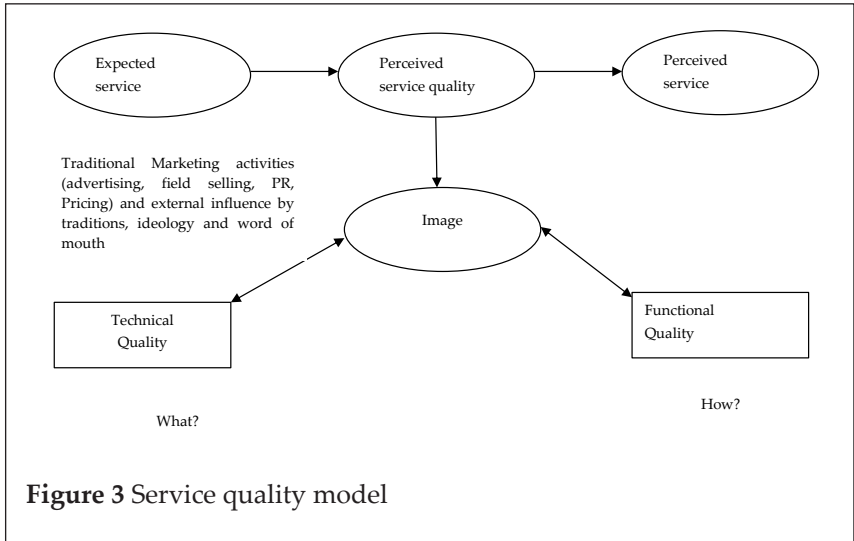 Expected
service
Perceived
service quality
Perceived
service
Traditional Marketing activities
(advertising, field selling, PR,
Pricing) and external influence by
traditions, ideology and word of
mouth
Image
Technical
Quality
Functional
Quality
What?
How?
Figure 3 Service quality model